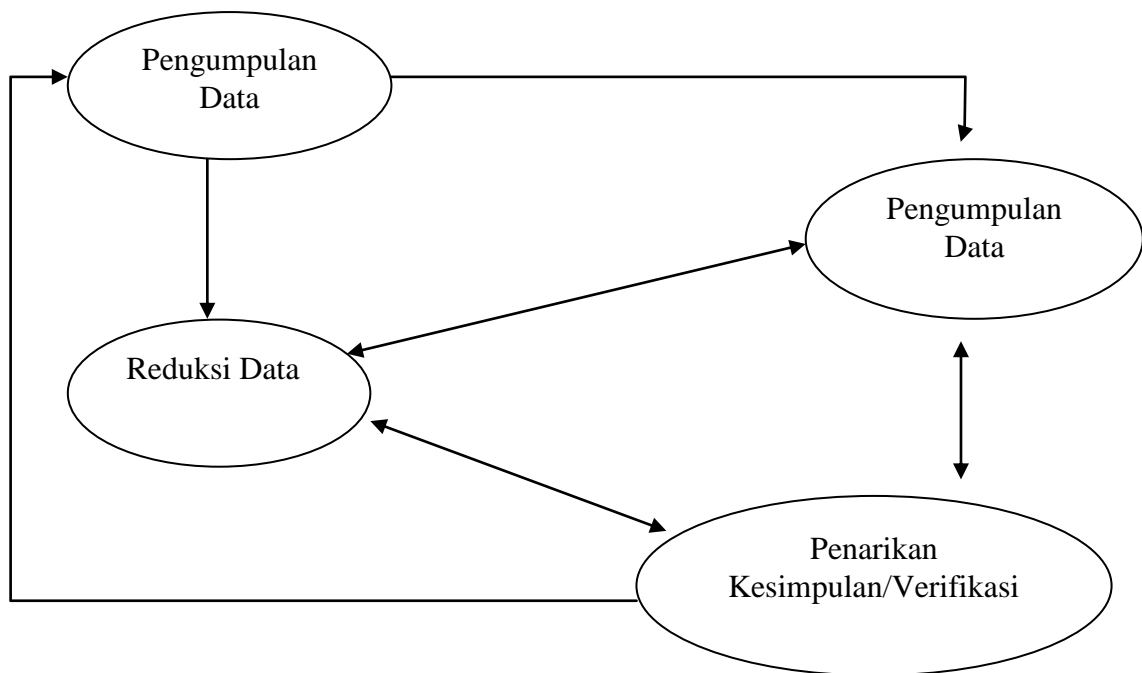 Pengumpulan
Data
Pengumpulan
Data
Reduksi Data
Penarikan
Kesimpulan/Verifikasi